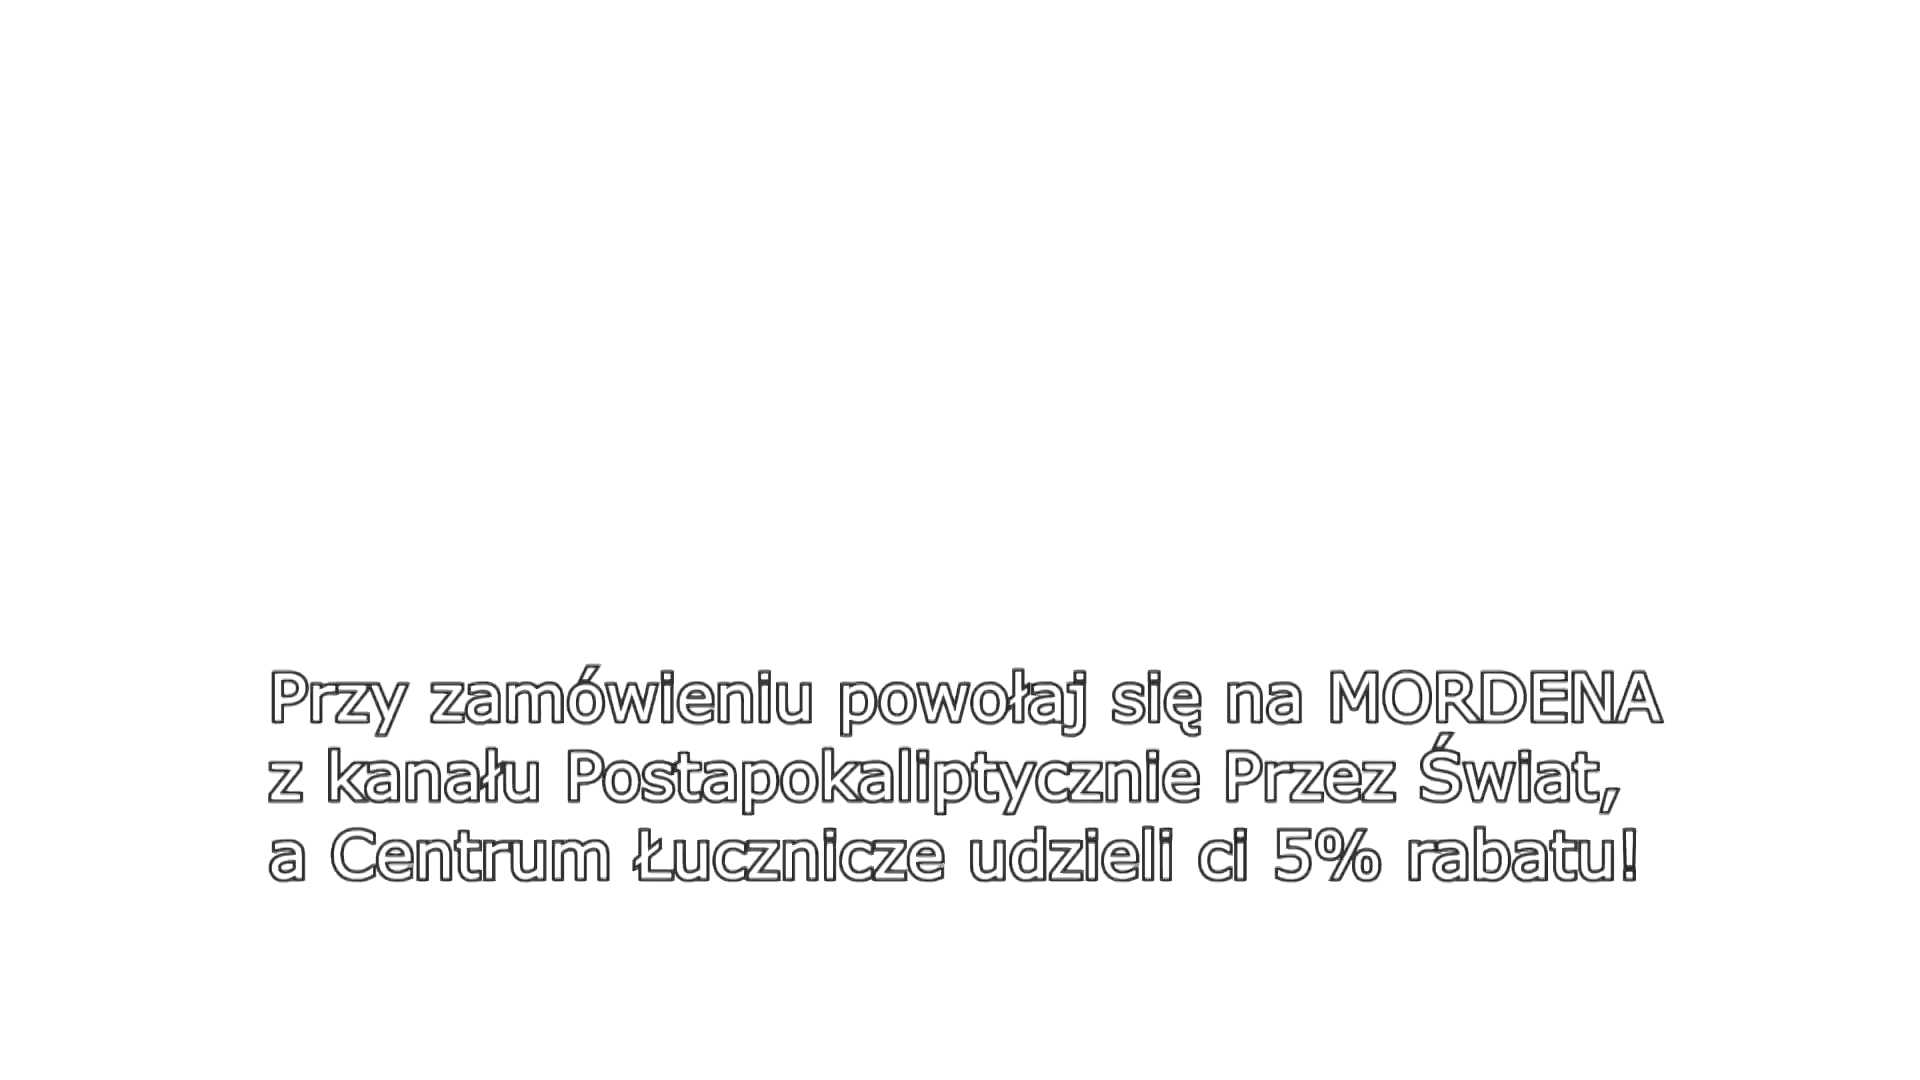 Przy zamówieniu powołaj się na MORDENA
z kanału Postapokaliptycznie Przez Świat,
a Centrum Łucznicze udzieli ci 5% rabatu!